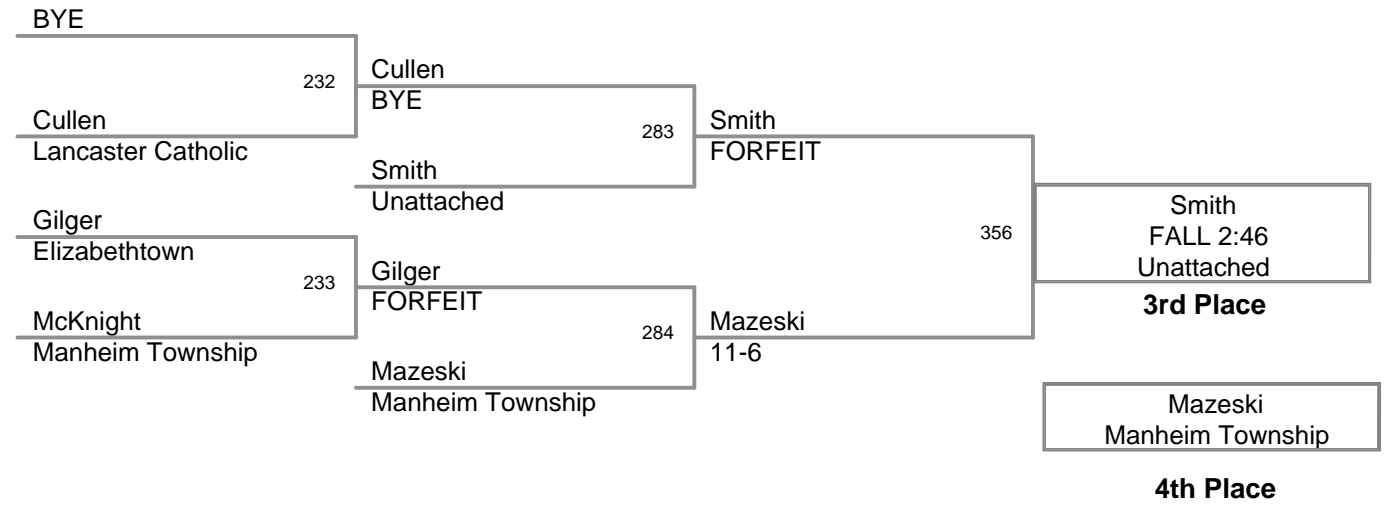 BYE
232
Cullen
Lancaster Catholic
Gilger
Elizabethtown
233
McKnight
Manheim Township
Cullen
BYE
283
Smith
Unattached
Gilger
FORFEIT
284
Mazeski
Manheim Township
Smith
FORFEIT
356
Mazeski
11-6
Smith
FALL 2:46
Unattached
3rd Place
Mazeski
Manheim Township
4th Place